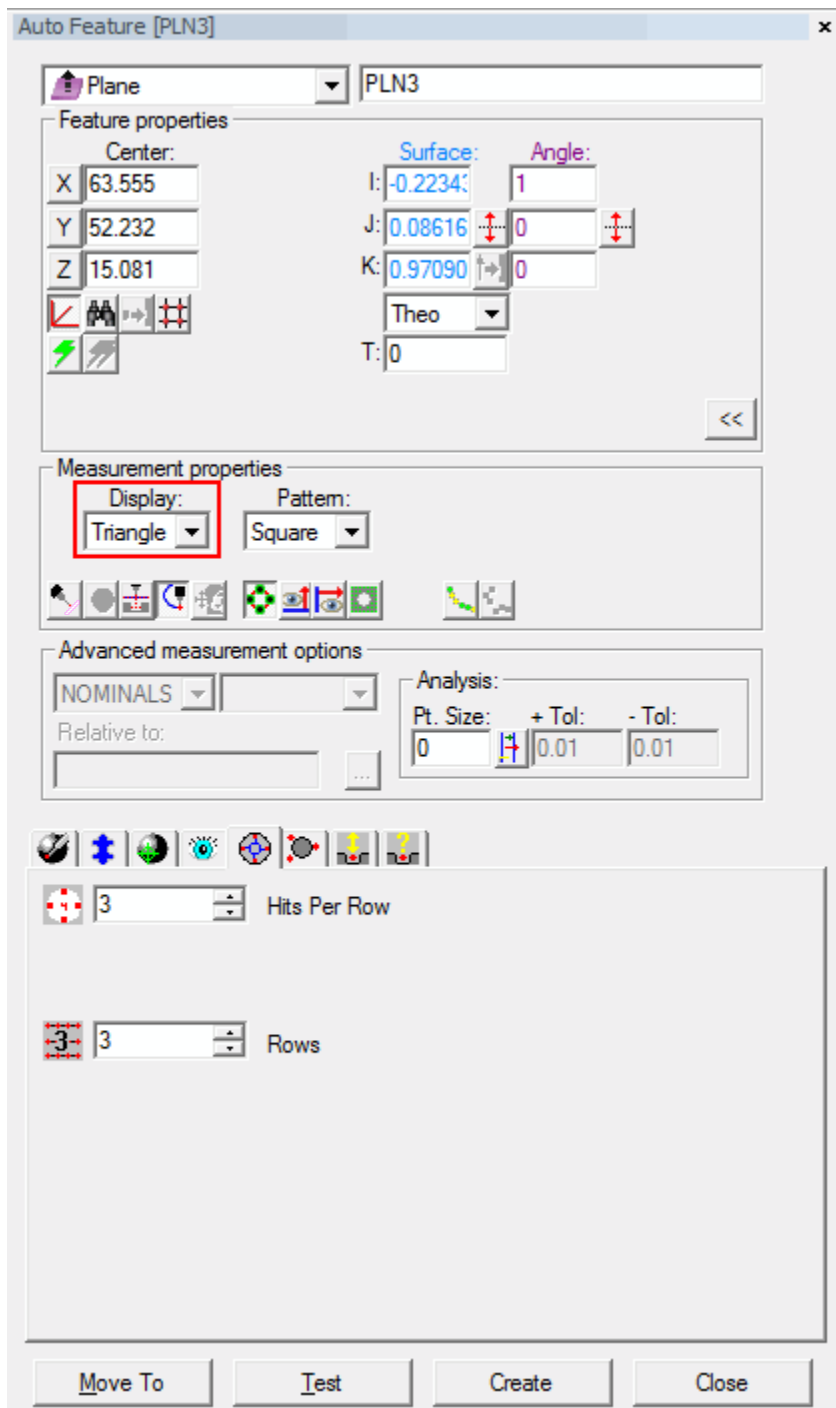 Auto Feature [PLN3]
Plane PLN3
Feature properties
Center: Surface: Angle:
X 63.555 I: -0.2234 1
Y 52.232 J: 0.08616 0
Z 15.081 K: 0.97090 0
Theo
T: 0
<<
Measurement properties
Display: Pattern:
Triangle Square
Advanced measurement options
NOMINALS Analysis:
Pt. Size: + Tol: - Tol:
Relative to: 0 0.01 0.01
...
3 Hits Per Row
3 3 Rows
Move To Test Create Close